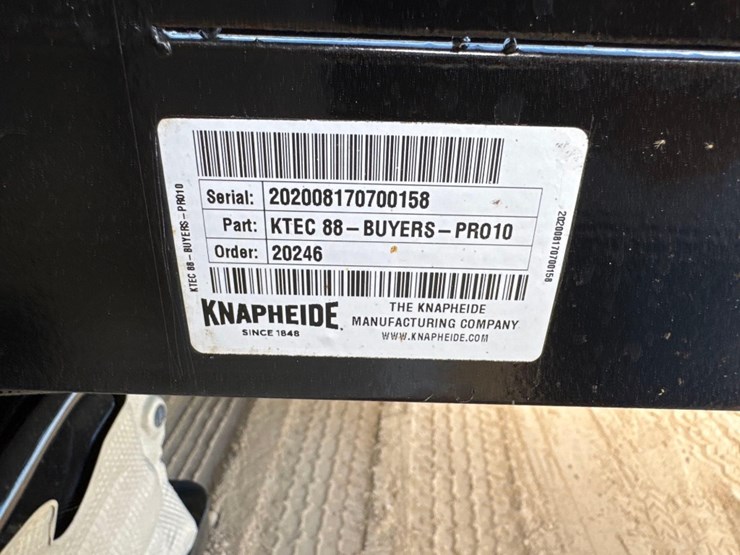 Serial: 202008170700158
Part: KTEC 88-BUYERS-PRO10
Order: 20246
KNAPHEIDE
SINCE 1848
THE KNAPHEIDE
MANUFACTURING COMPANY
WWW.KNAPHEIDE.COM
KTEC 88-BUYERS-PRO10
202008170700158